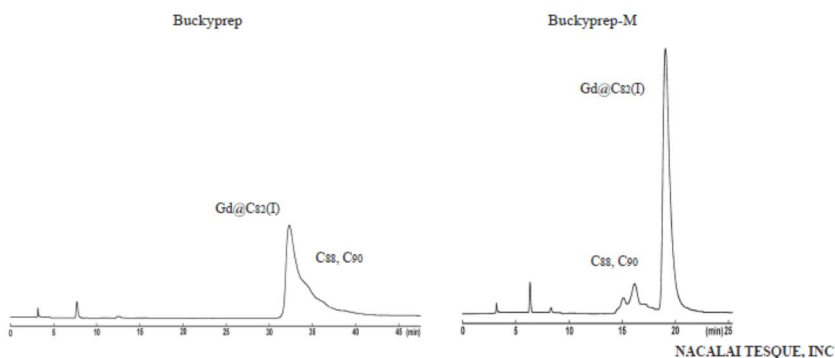 Buckyprep
Buckyprep-M
Gd@C82(I)
C88, C90
0 5 10 15 20 25 30 35 40 45 (min)
Gd@C82(I)
C88, C90
0 5 10 15 (min) 20 25
NACALAI TESQUE, INC